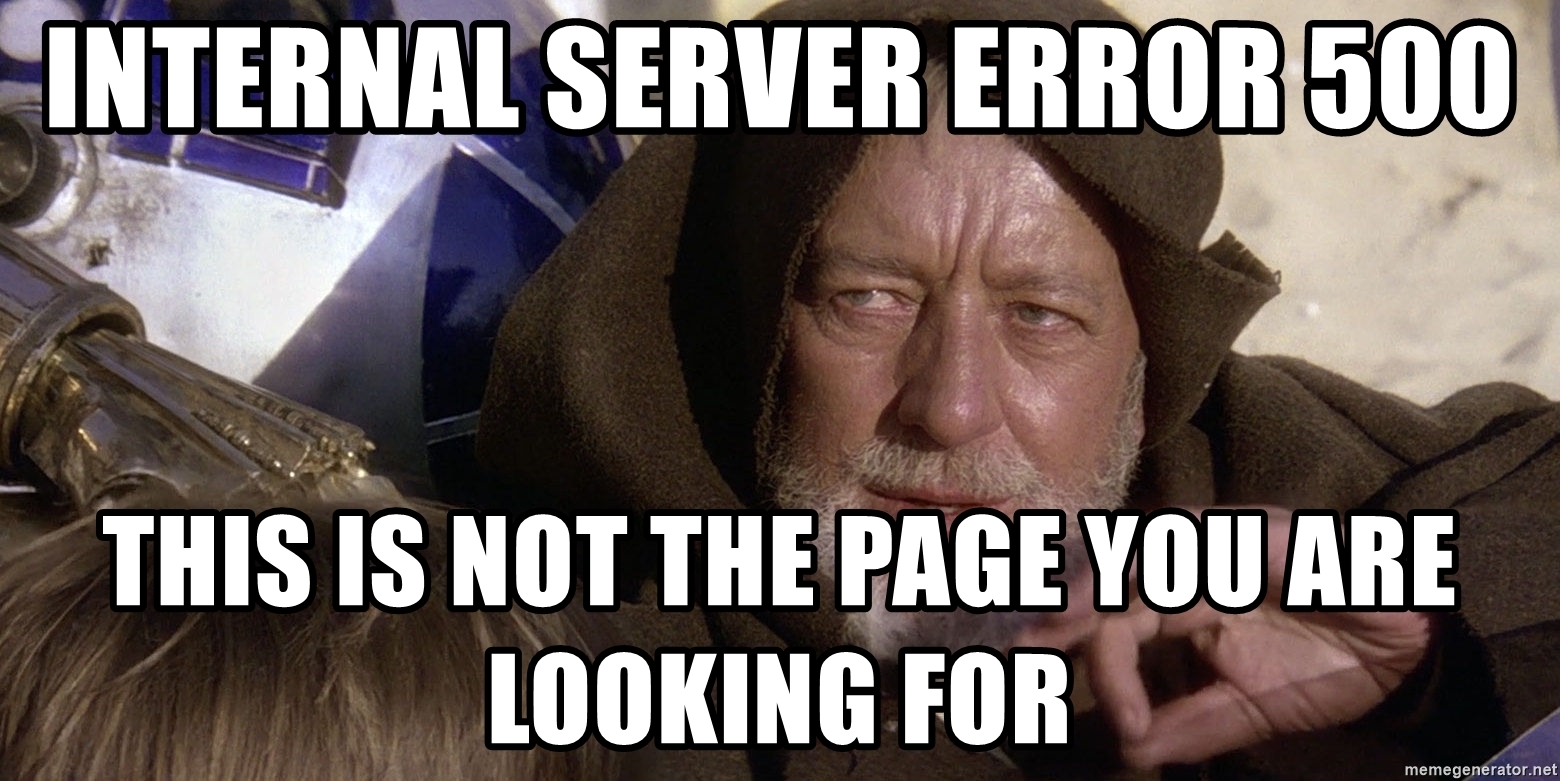 INTERNAL SERVER ERROR 500
THIS IS NOT THE PAGE YOU ARE
LOOKING FOR
memegenerator.net